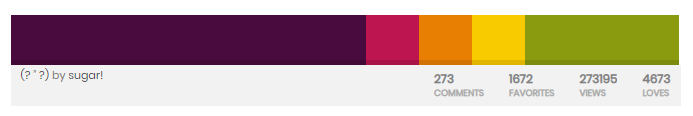 (? ˚ ?) by sugar!
273 1672 273195 4673
COMMENTS FAVORITES VIEWS LOVES